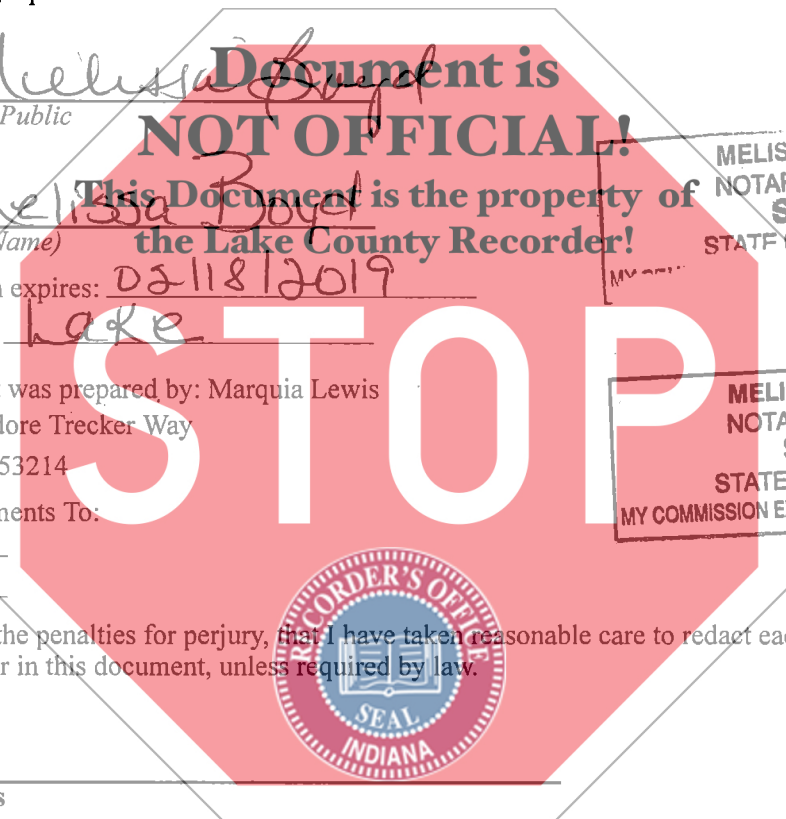 Melissa Boyd
Document is
Public
NOT OFFICIAL!
MELIS
NOTAR
S
STATE
MY
Melissa Boyd
This Document is the property of
Name)
the Lake County Recorder!
expires: 02/18/2019
Lake
STOP
was prepared by: Marquia Lewis
dore Trecker Way
53214
ments To:
MELI
NOTA
S
STATE
MY COMMISSION E
RECORDER'S OFFICE
the penalties for perjury, that I have taken reasonable care to redact ea
r in this document, unless required by law.
SEAL
INDIANA
s